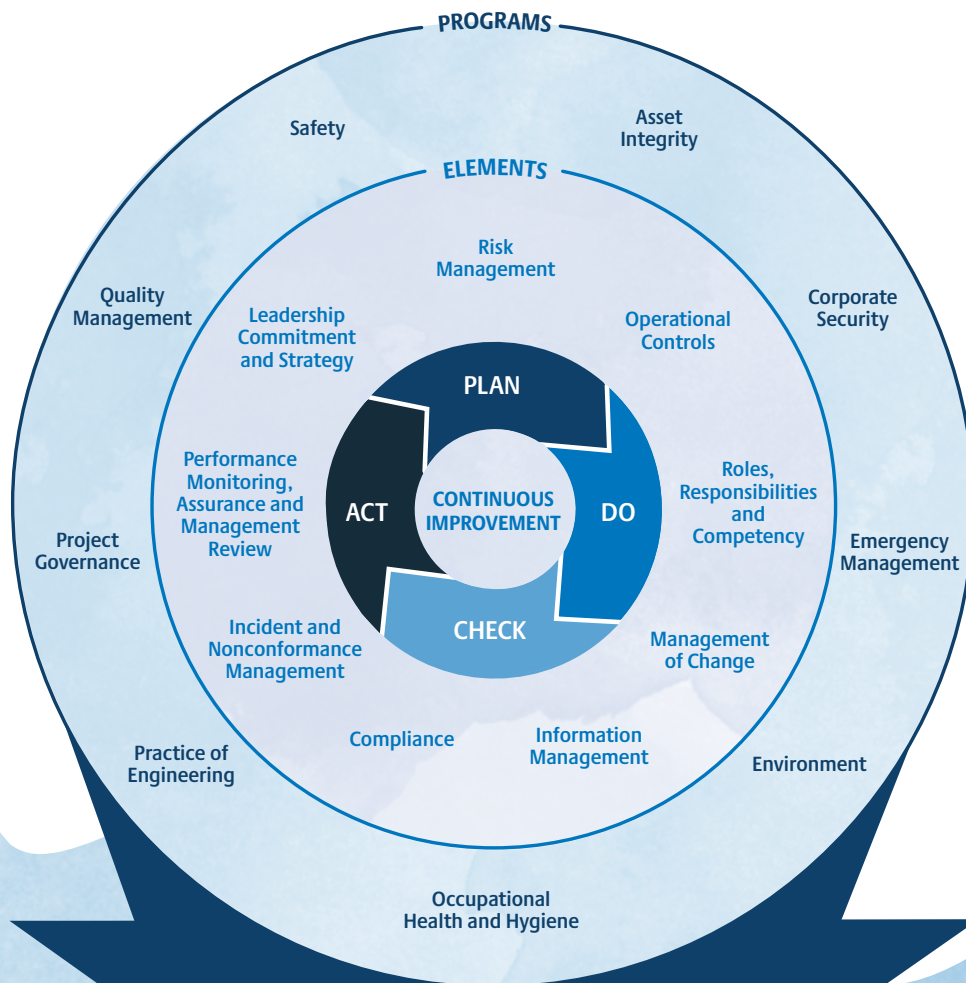 PROGRAMS
Safety
Asset
Integrity
ELEMENTS
Risk
Management
Quality
Management
Leadership
Commitment
and Strategy
Operational
Controls
Corporate
Security
PLAN
Performance
Monitoring,
Assurance and
Management
Review
ACT
CONTINUOUS
IMPROVEMENT
DO
Roles,
Responsibilities
and
Competency
Project
Governance
Emergency
Management
Incident and
Nonconformance
Management
CHECK
Management
of Change
Compliance
Information
Management
Practice of
Engineering
Environment
Occupational
Health and Hygiene